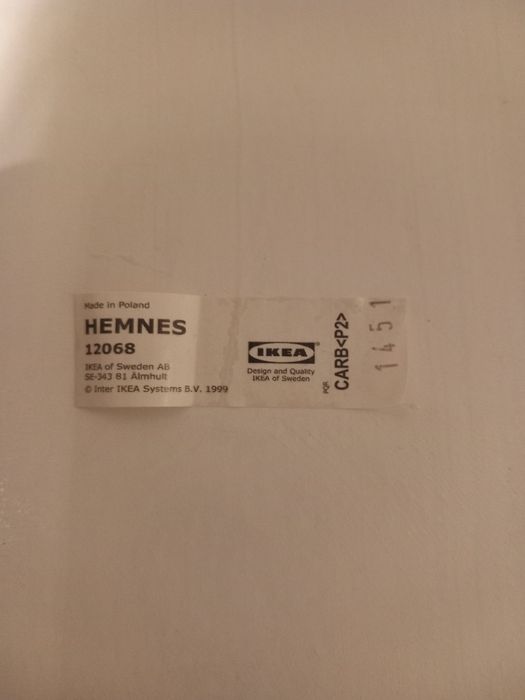 Made in Poland
HEMNES
12068
IKEA of Sweden AB
SE-343 81 Älmhult
© Inter IKEA Systems B.V. 1999
IKEA
Design and Quality
IKEA of Sweden
PQR
CARB<P2>
1451